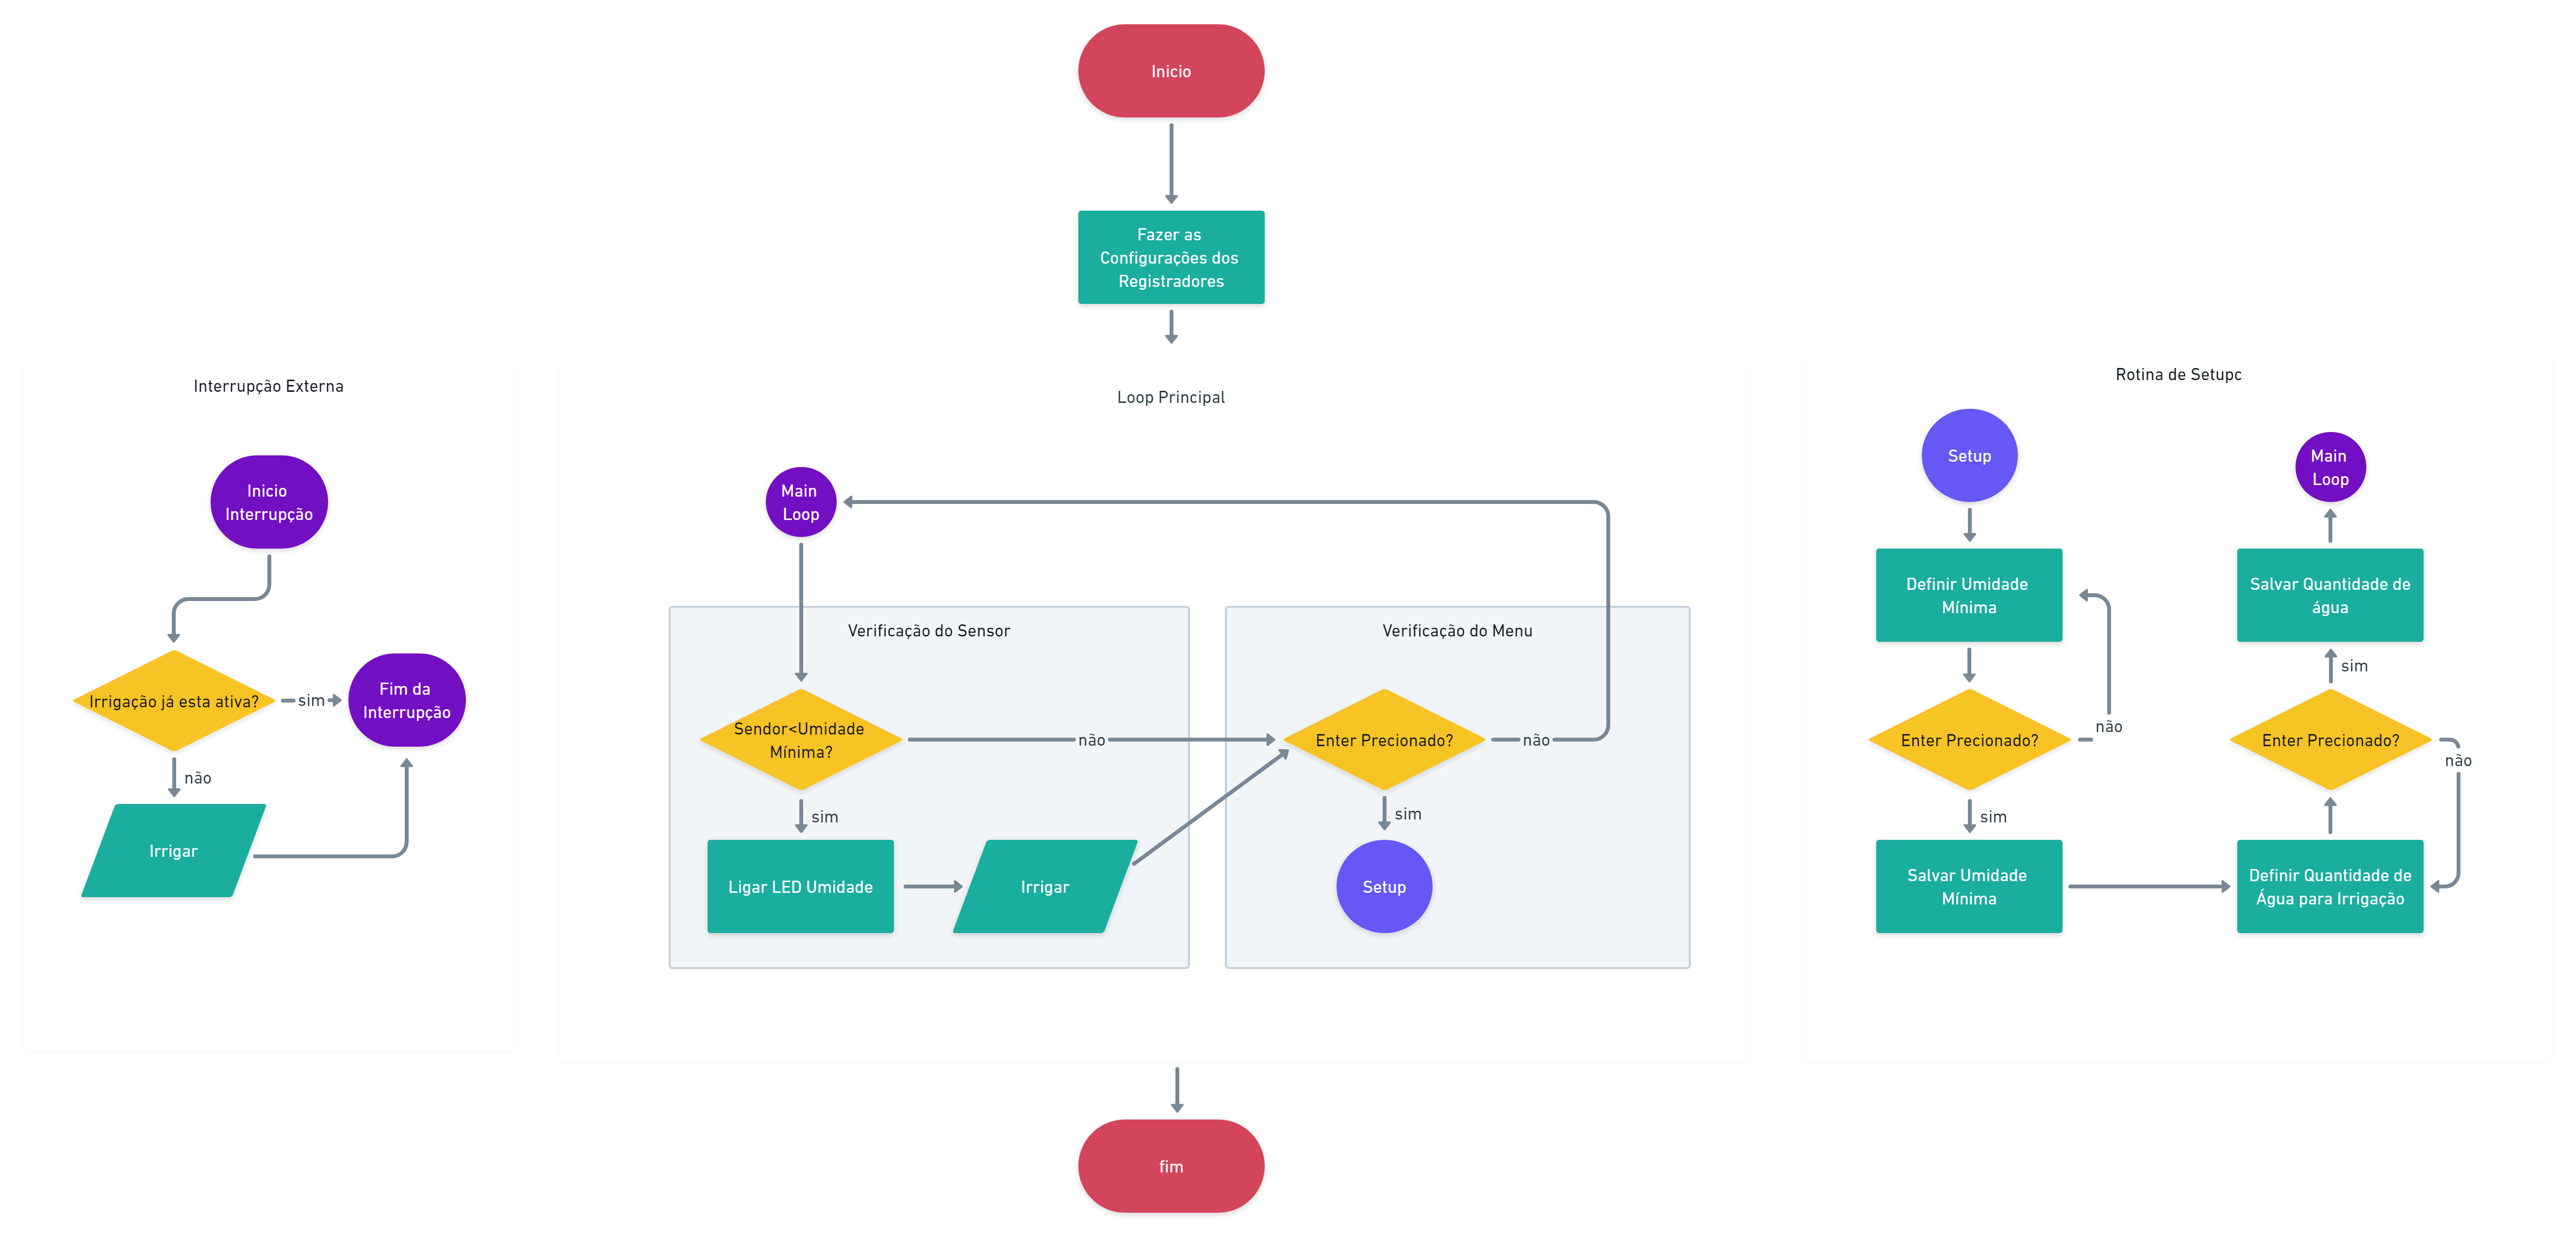 Inicio
Fazer as
Configurações dos
Registradores
Interrupção Externa
Inicio
Interrupção
Irrigação já esta ativa?
sim
Fim da
Interrupção
não
Irrigar
Loop Principal
Main
Loop
Verificação do Sensor
Sendor<Umidade
Mínima?
não
sim
Ligar LED Umidade
Irrigar
Verificação do Menu
Enter Precionado?
não
sim
Setup
Rotina de Setupc
Setup
Definir Umidade
Mínima
Enter Precionado?
não
sim
Salvar Umidade
Mínima
Main
Loop
Salvar Quantidade de
água
sim
Enter Precionado?
não
Definir Quantidade de
Água para Irrigação
fim